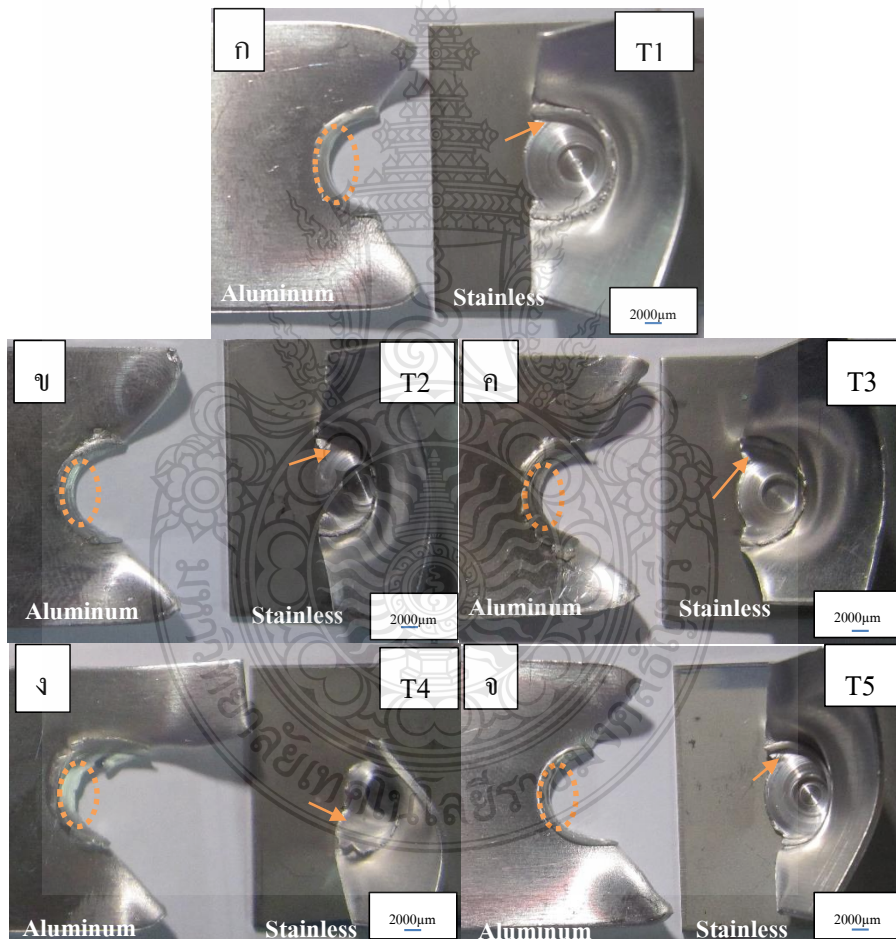 ก
T1
Aluminum
Stainless
2000µm
ข
T2
Aluminum
Stainless
2000µm
ค
T3
Aluminum
Stainless
2000µm
ง
T4
Aluminum
Stainless
2000µm
จ
T5
Aluminum
Stainless
2000µm